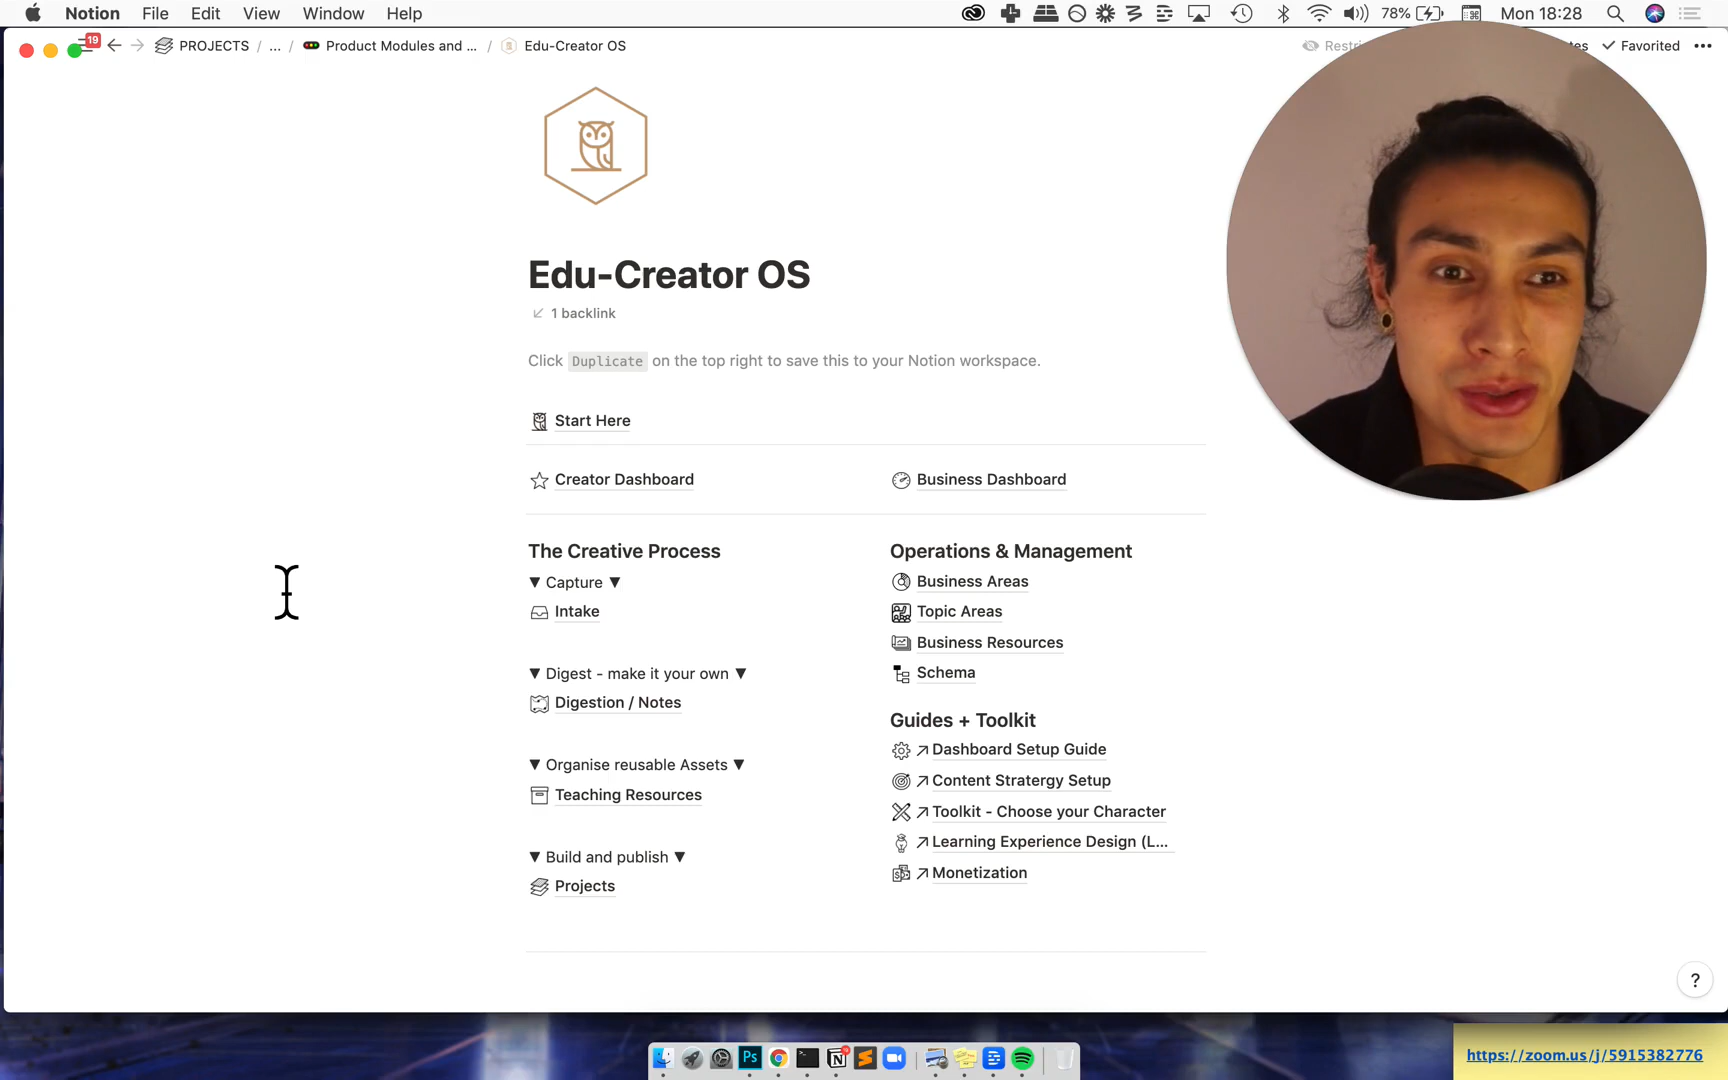 Notion File Edit View Window Help
78% Mon 18:28
19 PROJECTS / ... / Product Modules and ... / Edu-Creator OS
Favorited
Edu-Creator OS
1 backlink
Click Duplicate on the top right to save this to your Notion workspace.
Start Here
Creator Dashboard
Business Dashboard
The Creative Process
▼ Capture ▼
Intake
▼ Digest - make it your own ▼
Digestion / Notes
▼ Organise reusable Assets ▼
Teaching Resources
▼ Build and publish ▼
Projects
Operations & Management
Business Areas
Topic Areas
Business Resources
Schema
Guides + Toolkit
↗ Dashboard Setup Guide
↗ Content Stratergy Setup
↗ Toolkit - Choose your Character
↗ Learning Experience Design (L...
↗ Monetization
?
Ps
https://zoom.us/j/5915382776